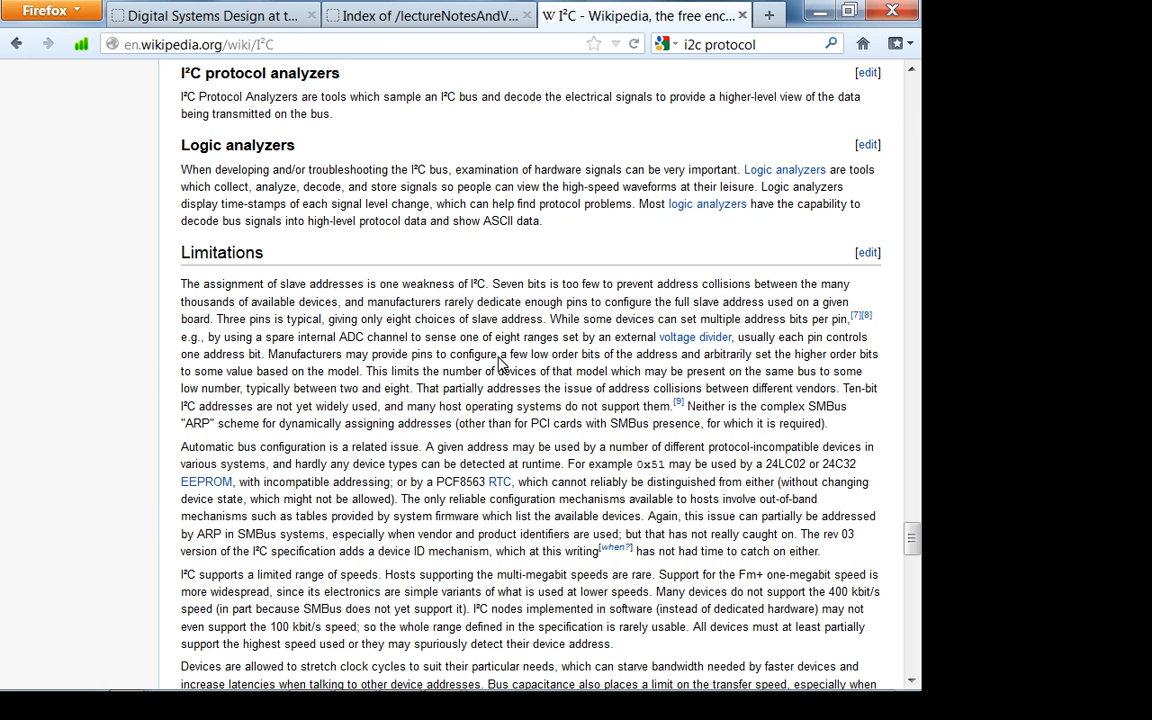 Firefox
Digital Systems Design at t...
Index of /lectureNotesAndV...
W I²C - Wikipedia, the free enc...
en.wikipedia.org/wiki/I²C
i2c protocol
I²C protocol analyzers
[edit]
I²C Protocol Analyzers are tools which sample an I²C bus and decode the electrical signals to provide a higher-level view of the data
being transmitted on the bus.
Logic analyzers
[edit]
When developing and/or troubleshooting the I²C bus, examination of hardware signals can be very important. Logic analyzers are tools
which collect, analyze, decode, and store signals so people can view the high-speed waveforms at their leisure. Logic analyzers
display time-stamps of each signal level change, which can help find protocol problems. Most logic analyzers have the capability to
decode bus signals into high-level protocol data and show ASCII data.
Limitations
[edit]
The assignment of slave addresses is one weakness of I²C. Seven bits is too few to prevent address collisions between the many
thousands of available devices, and manufacturers rarely dedicate enough pins to configure the full slave address used on a given
board. Three pins is typical, giving only eight choices of slave address. While some devices can set multiple address bits per pin,[7][8]
e.g., by using a spare internal ADC channel to sense one of eight ranges set by an external voltage divider, usually each pin controls
one address bit. Manufacturers may provide pins to configure a few low order bits of the address and arbitrarily set the higher order bits
to some value based on the model. This limits the number of devices of that model which may be present on the same bus to some
low number, typically between two and eight. That partially addresses the issue of address collisions between different vendors. Ten-bit
I²C addresses are not yet widely used, and many host operating systems do not support them.[9] Neither is the complex SMBus
"ARP" scheme for dynamically assigning addresses (other than for PCI cards with SMBus presence, for which it is required).
Automatic bus configuration is a related issue. A given address may be used by a number of different protocol-incompatible devices in
various systems, and hardly any device types can be detected at runtime. For example 0x51 may be used by a 24LC02 or 24C32
EEPROM, with incompatible addressing; or by a PCF8563 RTC, which cannot reliably be distinguished from either (without changing
device state, which might not be allowed). The only reliable configuration mechanisms available to hosts involve out-of-band
mechanisms such as tables provided by system firmware which list the available devices. Again, this issue can partially be addressed
by ARP in SMBus systems, especially when vendor and product identifiers are used; but that has not really caught on. The rev 03
version of the I²C specification adds a device ID mechanism, which at this writing[when?] has not had time to catch on either.
I²C supports a limited range of speeds. Hosts supporting the multi-megabit speeds are rare. Support for the Fm+ one-megabit speed is
more widespread, since its electronics are simple variants of what is used at lower speeds. Many devices do not support the 400 kbit/s
speed (in part because SMBus does not yet support it). I²C nodes implemented in software (instead of dedicated hardware) may not
even support the 100 kbit/s speed; so the whole range defined in the specification is rarely usable. All devices must at least partially
support the highest speed used or they may spuriously detect their device address.
Devices are allowed to stretch clock cycles to suit their particular needs, which can starve bandwidth needed by faster devices and
increase latencies when talking to other device addresses. Bus capacitance also places a limit on the transfer speed, especially when